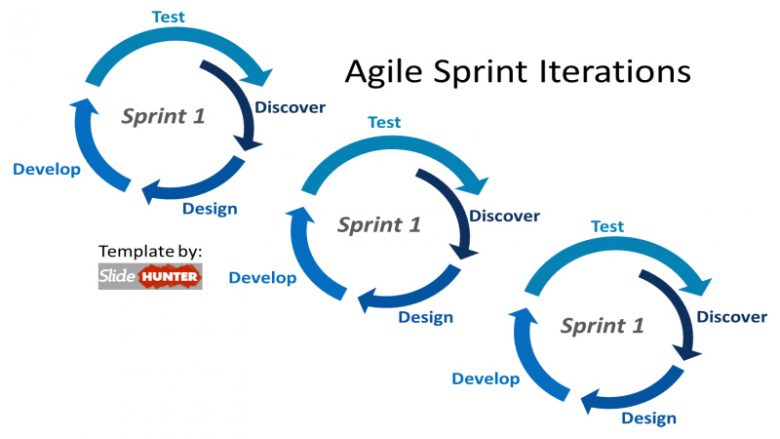 Agile Sprint Iterations
Test
Discover
Sprint 1
Develop
Design
Test
Discover
Sprint 1
Develop
Design
Test
Discover
Sprint 1
Develop
Design
Template by:
Slide HUNTER